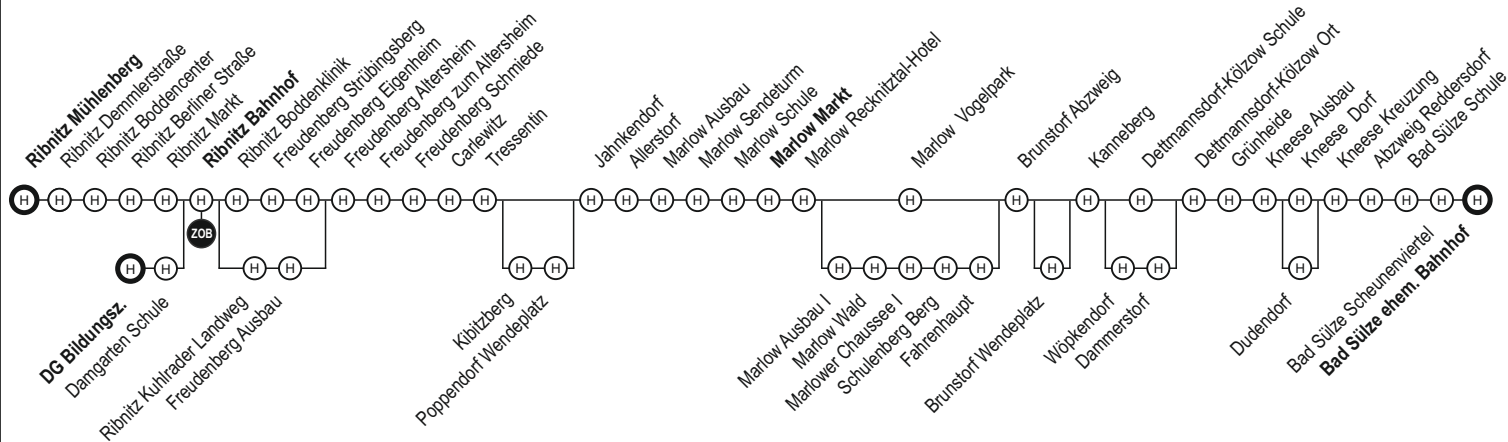 Ribnitz Mühlenberg
Ribnitz Demmlerstraße
Ribnitz Boddencenter
Ribnitz Berliner Straße
Ribnitz Markt
Ribnitz Bahnhof
Ribnitz Boddenklinik
Freudenberg Strübingsberg
Freudenberg Eigenheim
Freudenberg Altersheim
Freudenberg zum Altersheim
Freudenberg Schmiede
Carlewitz
Tressentin
Jahnkendorf
Allerstorf
Marlow Ausbau
Marlow Sendeturm
Marlow Schule
Marlow Markt
Marlow Recknitztal-Hotel
Marlow Vogelpark
Brunstorf Abzweig
Kanneberg
Dettmannsdorf-Kölzow Schule
Dettmannsdorf-Kölzow Ort
Grünheide
Kneese Ausbau
Kneese Dorf
Kneese Kreuzung
Abzweig Reddersdorf
Bad Sülze Schule
H H H H H H H H H H H H H H H H H H H H H H H H H H H H H H H H H H
ZOB
H H H H H H H H H H H H H H H
DG Bildungsz.
Damgarten Schule
Ribnitz Kuhlrader Landweg
Freudenberg Ausbau
Kibitzberg
Poppendorf Wendeplatz
Marlow Ausbau I
Marlow Wald
Marlower Chaussee I
Schulenberg Berg
Fahrenhaupt
Brunstorf Wendeplatz
Wöpkendorf
Dammerstorf
Dudendorf
Bad Sülze Scheunenviertel
Bad Sülze ehem. Bahnhof